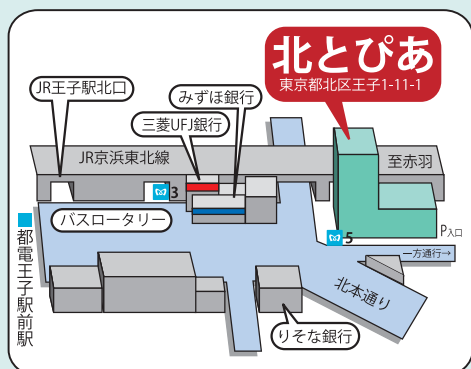 北とぴあ
東京都北区王子1-11-1
JR王子駅北口
みずほ銀行
三菱UFJ銀行
JR京浜東北線
至赤羽
3
バスロータリー
5
P入口
一方通行→
都電王子駅前駅
北本通り
りそな銀行